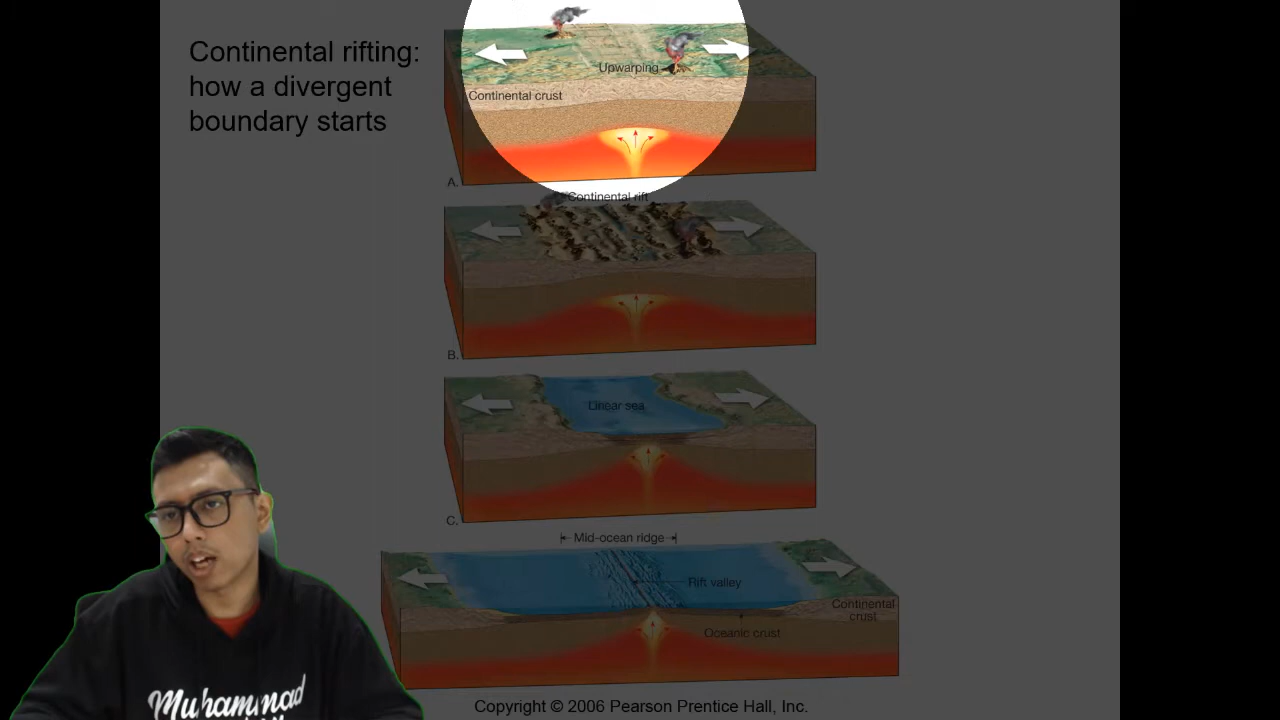 Continental rifting:
how a divergent
boundary starts
Upwarping
Continental crust
A.
Continental rift
B.
Linear sea
C.
Mid-ocean ridge
Rift valley
Continental
crust
Oceanic crust
Copyright © 2006 Pearson Prentice Hall, Inc.
Muhammad